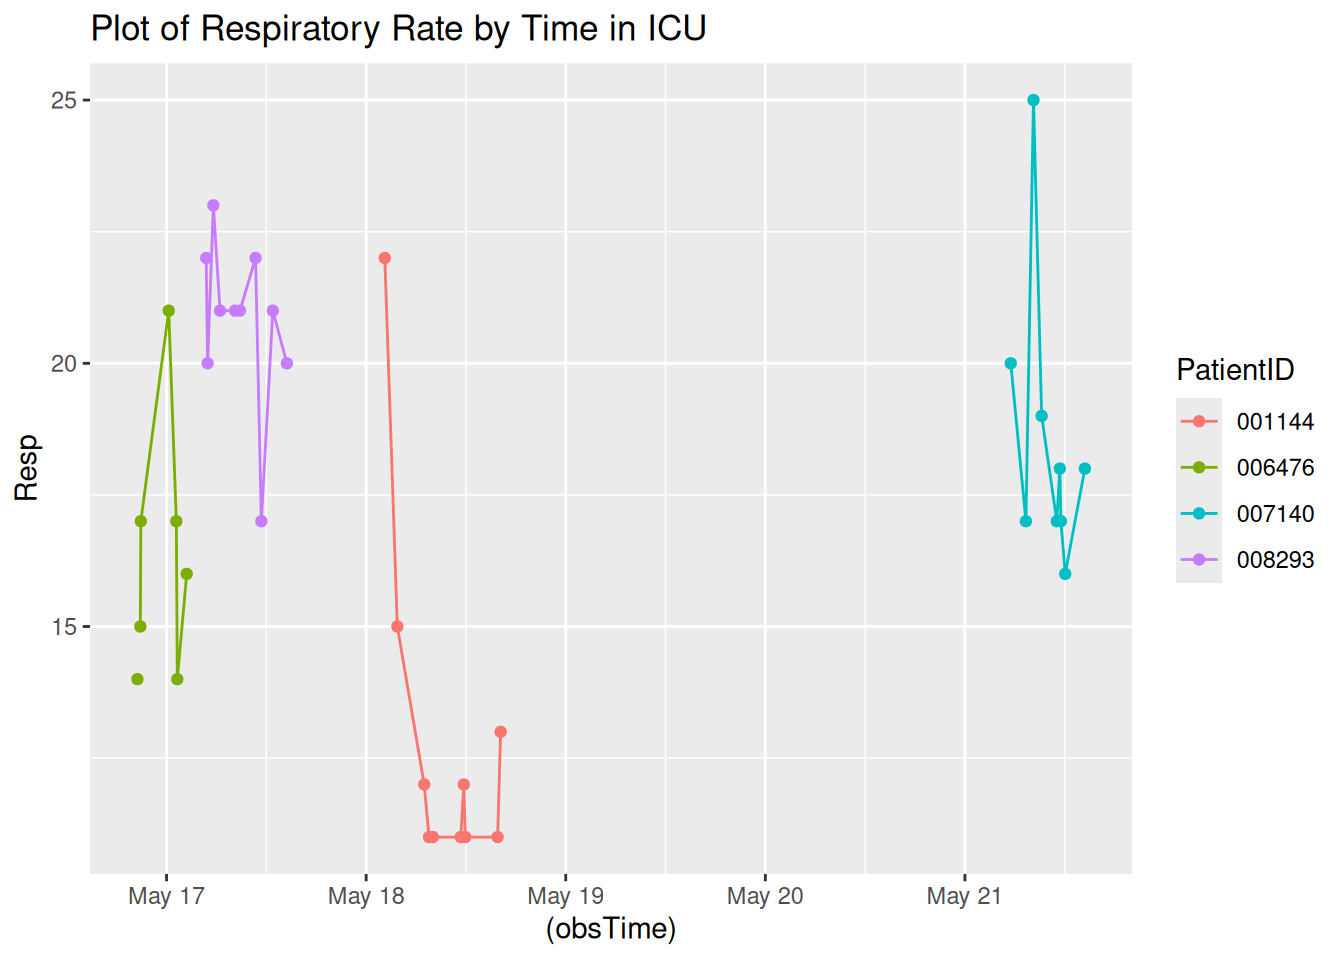 Plot of Respiratory Rate by Time in ICU
25
20
15
Resp
May 17
May 18
May 19
May 20
May 21
(obsTime)
PatientID
001144
006476
007140
008293